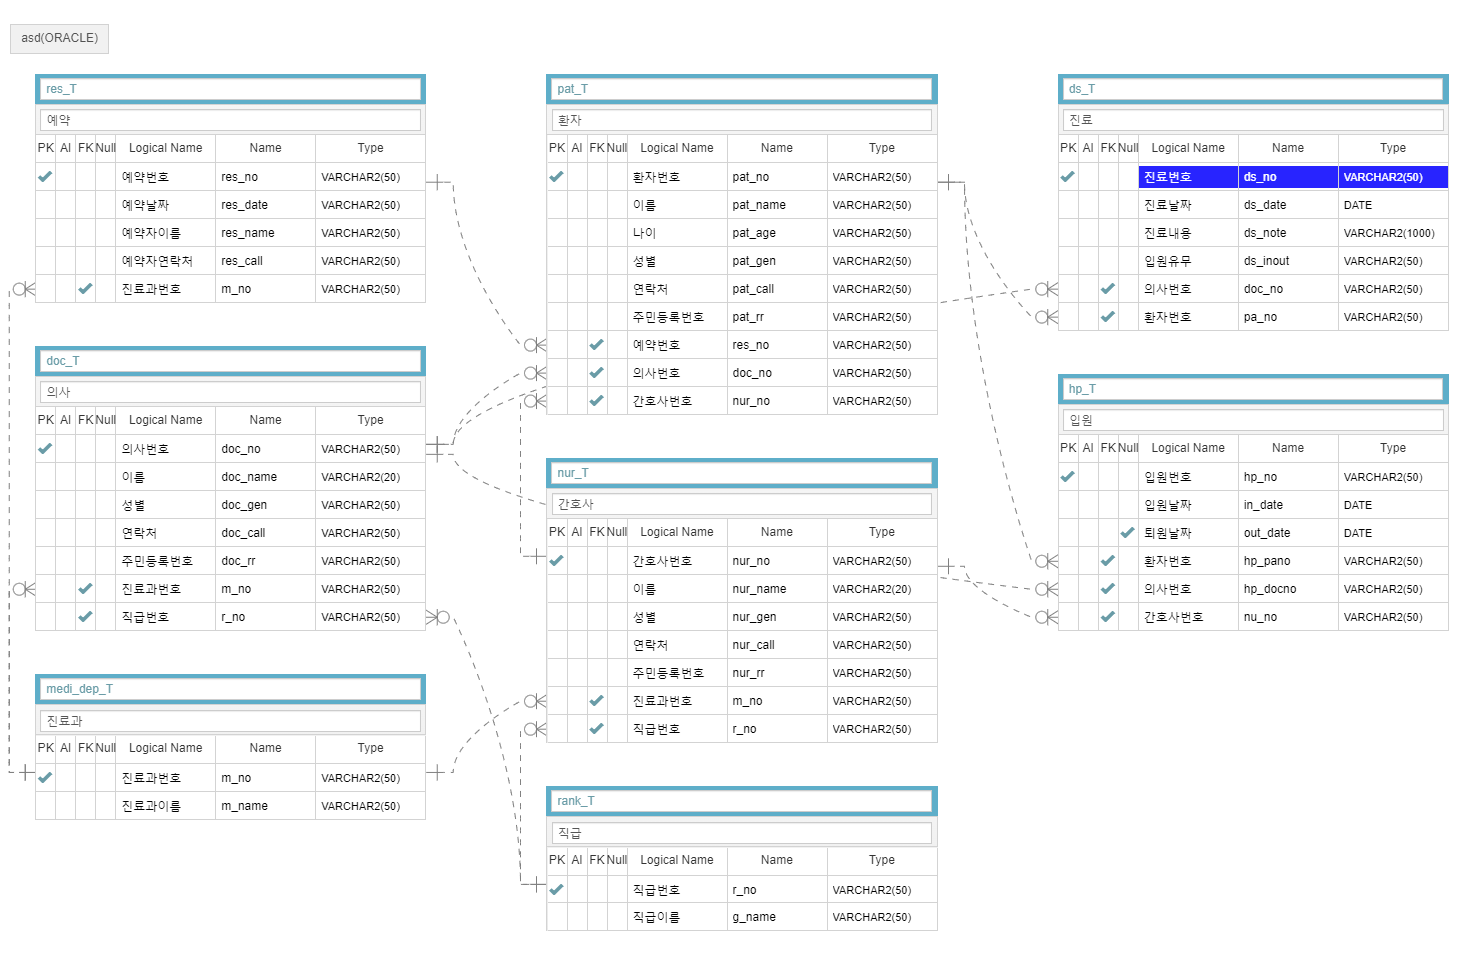 asd(ORACLE)
res_T
예약
PK AI FK Null Logical Name Name Type
예약번호 res_no VARCHAR2(50)
예약날짜 res_date VARCHAR2(50)
예약자이름 res_name VARCHAR2(50)
예약자연락처 res_call VARCHAR2(50)
진료과번호 m_no VARCHAR2(50)
doc_T
의사
PK AI FK Null Logical Name Name Type
의사번호 doc_no VARCHAR2(50)
이름 doc_name VARCHAR2(20)
성별 doc_gen VARCHAR2(50)
연락처 doc_call VARCHAR2(50)
주민등록번호 doc_rr VARCHAR2(50)
진료과번호 m_no VARCHAR2(50)
직급번호 r_no VARCHAR2(50)
medi_dep_T
진료과
PK AI FK Null Logical Name Name Type
진료과번호 m_no VARCHAR2(50)
진료과이름 m_name VARCHAR2(50)
pat_T
환자
PK AI FK Null Logical Name Name Type
환자번호 pat_no VARCHAR2(50)
이름 pat_name VARCHAR2(50)
나이 pat_age VARCHAR2(50)
성별 pat_gen VARCHAR2(50)
연락처 pat_call VARCHAR2(50)
주민등록번호 pat_rr VARCHAR2(50)
예약번호 res_no VARCHAR2(50)
의사번호 doc_no VARCHAR2(50)
간호사번호 nur_no VARCHAR2(50)
nur_T
간호사
PK AI FK Null Logical Name Name Type
간호사번호 nur_no VARCHAR2(50)
이름 nur_name VARCHAR2(20)
성별 nur_gen VARCHAR2(50)
연락처 nur_call VARCHAR2(50)
주민등록번호 nur_rr VARCHAR2(50)
진료과번호 m_no VARCHAR2(50)
직급번호 r_no VARCHAR2(50)
rank_T
직급
PK AI FK Null Logical Name Name Type
직급번호 r_no VARCHAR2(50)
직급이름 g_name VARCHAR2(50)
ds_T
진료
PK AI FK Null Logical Name Name Type
진료번호 ds_no VARCHAR2(50)
진료날짜 ds_date DATE
진료내용 ds_note VARCHAR2(1000)
입원유무 ds_inout VARCHAR2(50)
의사번호 doc_no VARCHAR2(50)
환자번호 pa_no VARCHAR2(50)
hp_T
입원
PK AI FK Null Logical Name Name Type
입원번호 hp_no VARCHAR2(50)
입원날짜 in_date DATE
퇴원날짜 out_date DATE
환자번호 hp_pano VARCHAR2(50)
의사번호 hp_docno VARCHAR2(50)
간호사번호 nu_no VARCHAR2(50)